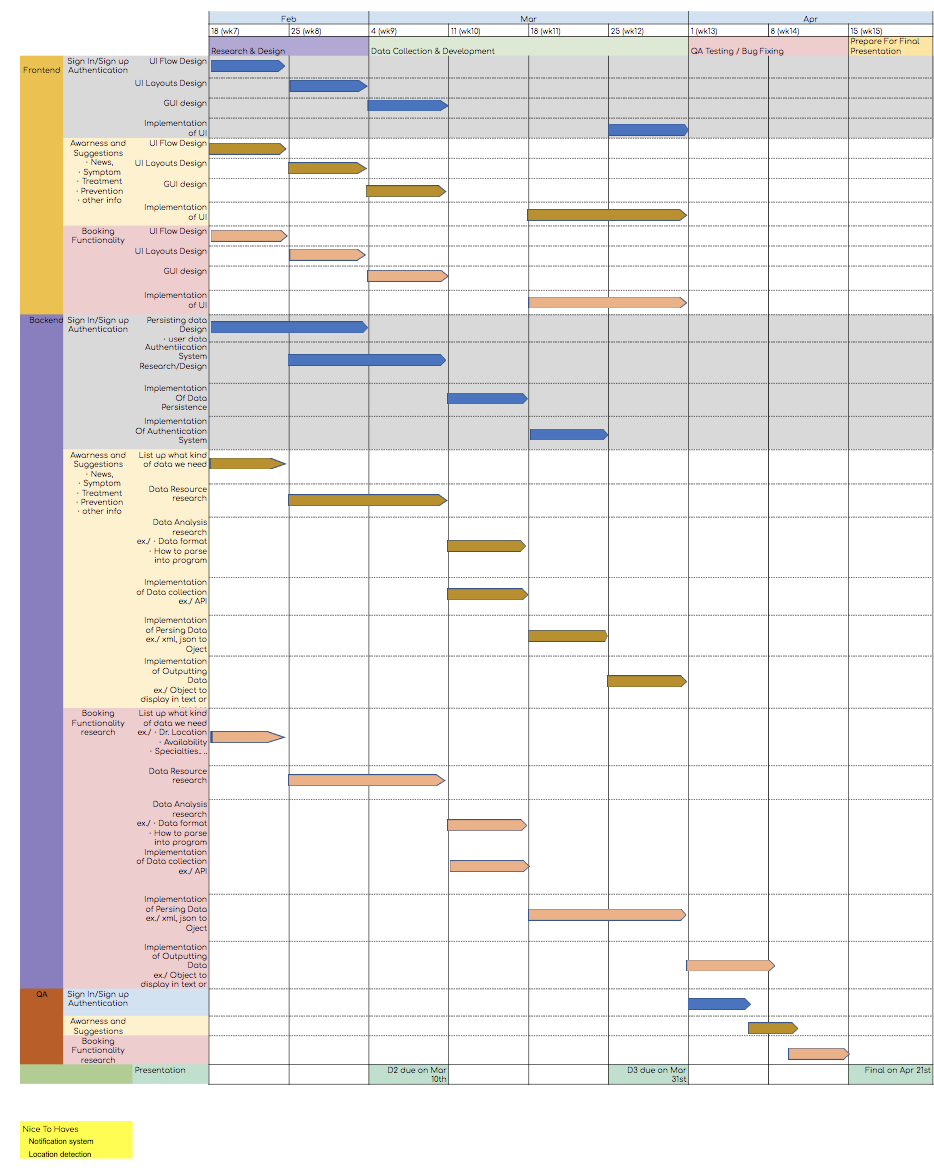 Feb
Mar
Apr
18 (wk7)
25 (wk8)
4 (wk9)
11 (wk10)
18 (wk11)
25 (wk12)
1 (wk13)
8 (wk14)
15 (wk15)
Research & Design
Data Collection & Development
QA Testing / Bug Fixing
Prepare For Final
Presentation
Frontend
Sign In/Sign up
Authentication
UI Flow Design
UI Layouts Design
GUI design
Implementation
of UI
Awarness and
Suggestions
· News,
· Symptom
· Treatment
· Prevention
· other info
UI Flow Design
UI Layouts Design
GUI design
Implementation
of UI
Booking
Functionality
UI Flow Design
UI Layouts Design
GUI design
Implementation
of UI
Backend
Sign In/Sign up
Authentication
Persisting data
Design
· user data
Authentiication
System
Research/Design
Implementation
Of Data
Persistence
Implementation
Of Authentication
System
Awarness and
Suggestions
· News,
· Symptom
· Treatment
· Prevention
· other info
List up what kind
of data we need
Data Resource
research
Data Analysis
research
ex./ · Data format
· How to parse
into program
Implementation
of Data collection
ex./ API
Implementation
of Persing Data
ex./ xml, json to
Oject
Implementation
of Outputting
Data
ex./ Object to
display in text or
Booking
Functionality
research
List up what kind
of data we need
ex./ · Dr. Location
· Availability
· Specialties.. ..
Data Resource
research
Data Analysis
research
ex./ · Data format
· How to parse
into program
Implementation
of Data collection
ex./ API
Implementation
of Persing Data
ex./ xml, json to
Oject
Implementation
of Outputting
Data
ex./ Object to
display in text or
QA
Sign In/Sign up
Authentication
Awarness and
Suggestions
Booking
Functionality
research
Presentation
D2 due on Mar
10th
D3 due on Mar
31st
Final on Apr 21st
Nice To Haves
Notification system
Location detection